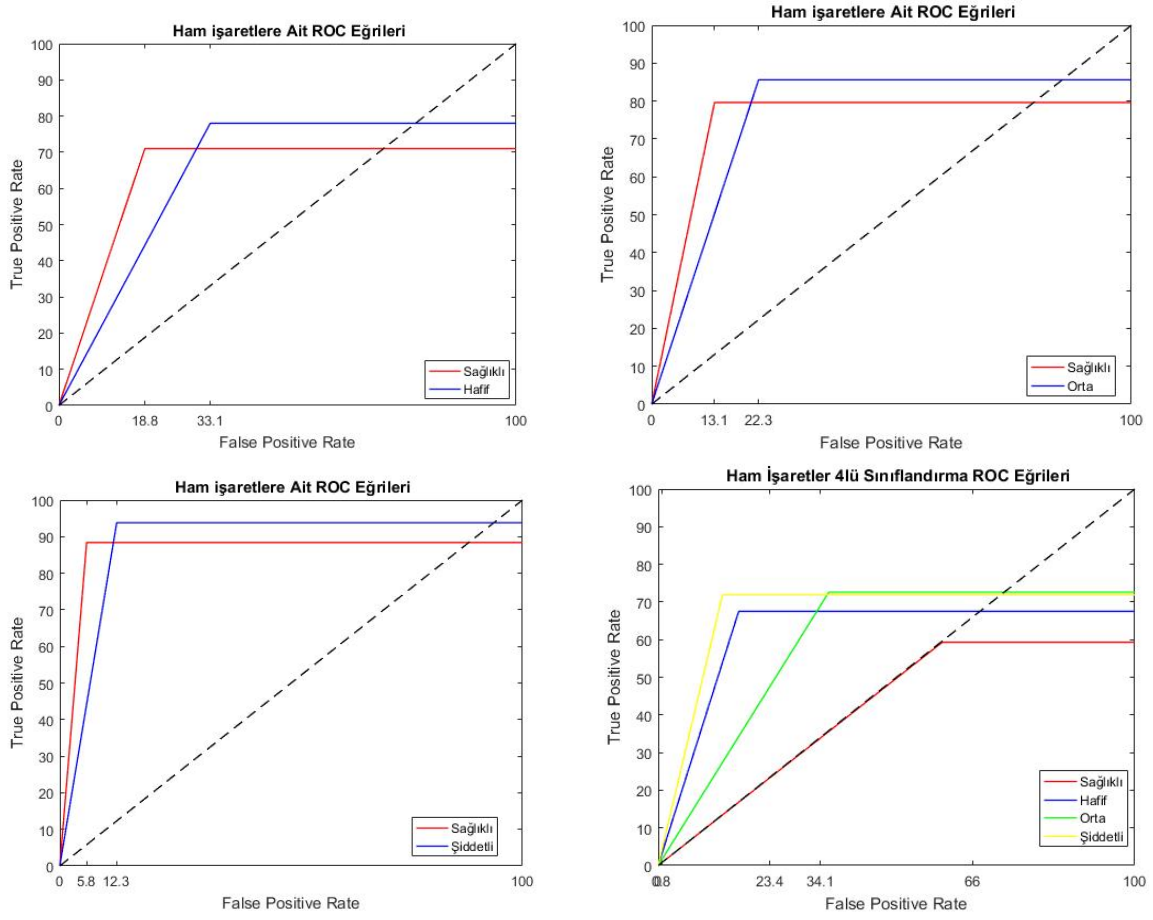 Ham işaretlere Ait ROC Eğrileri
100
90
80
70
60
50
40
30
20
10
0
True Positive Rate
0 18.8 33.1 100
False Positive Rate
Sağlıklı
Hafif
Ham işaretlere Ait ROC Eğrileri
100
90
80
70
60
50
40
30
20
10
0
True Positive Rate
0 13.1 22.3 100
False Positive Rate
Sağlıklı
Orta
Ham işaretlere Ait ROC Eğrileri
100
90
80
70
60
50
40
30
20
10
0
True Positive Rate
0 5.8 12.3 100
False Positive Rate
Sağlıklı
Şiddetli
Ham İşaretler 4lü Sınıflandırma ROC Eğrileri
100
90
80
70
60
50
40
30
20
10
0
True Positive Rate
0 0.8 23.4 34.1 66 100
False Positive Rate
Sağlıklı
Hafif
Orta
Şiddetli